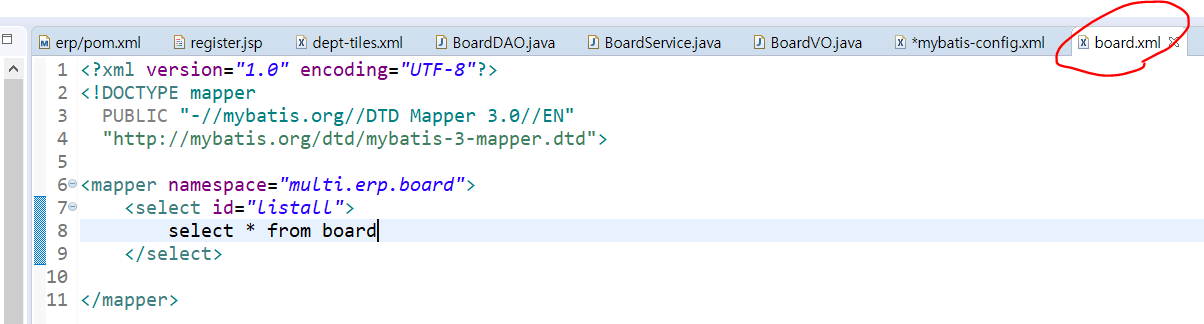 erp/pom.xml register.jsp dept-tiles.xml BoardDAO.java BoardService.java BoardVO.java *mybatis-config.xml board.xml
1 <?xml version="1.0" encoding="UTF-8"?>
2 <!DOCTYPE mapper
3   PUBLIC "-//mybatis.org//DTD Mapper 3.0//EN"
4   "http://mybatis.org/dtd/mybatis-3-mapper.dtd">
5
6 <mapper namespace="multi.erp.board">
7     <select id="listall">
8         select * from board
9     </select>
10
11 </mapper>